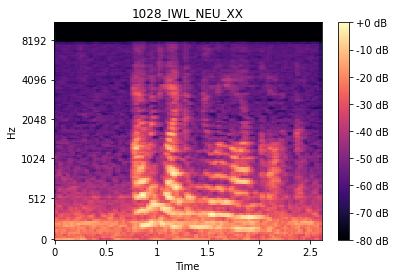 1028_IWL_NEU_XX
+0 dB
8192
-10 dB
4096
-20 dB
-30 dB
2048
Hz
-40 dB
1024
-50 dB
512
-60 dB
-70 dB
0
-80 dB
0 0.5 1 1.5 2 2.5
Time